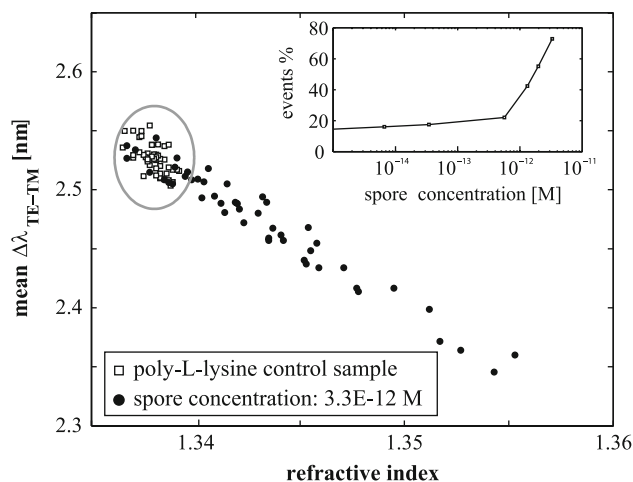 2.6
2.5
2.4
2.3
mean Δλ TE−TM [nm]
1.34
1.35
1.36
refractive index
□ poly-L-lysine control sample
● spore concentration: 3.3E-12 M
80
60
40
20
0
events %
10⁻¹⁴
10⁻¹³
10⁻¹²
10⁻¹¹
spore concentration [M]